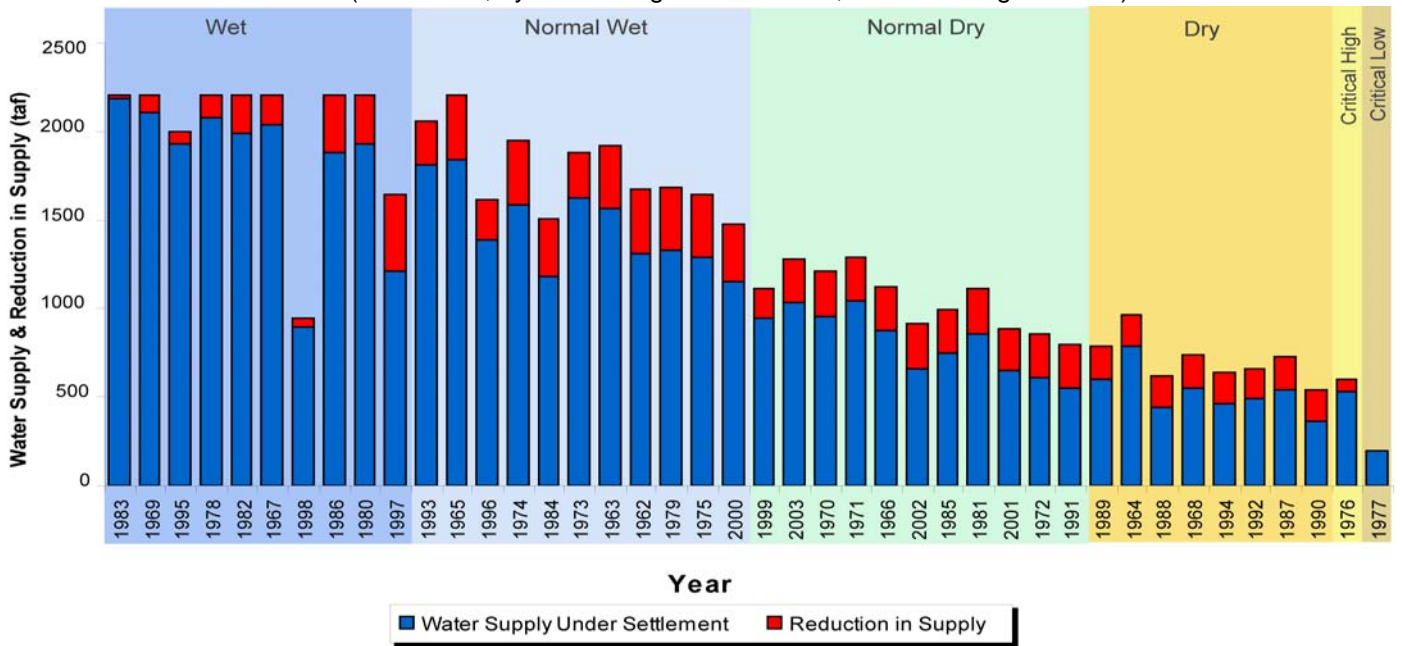 Wet Normal Wet Normal Dry Dry Critical High Critical Low
Water Supply & Reduction in Supply (taf)
2500
2000
1500
1000
500
0
1983 1969 1995 1978 1982 1967 1998 1986 1980 1997 1993 1965 1996 1974 1984 1973 1963 1962 1979 1975 2000 1999 2003 1970 1971 1966 2002 1985 1981 2001 1972 1991 1989 1964 1988 1968 1994 1992 1987 1990 1976 1977
Year
Water Supply Under Settlement Reduction in Supply